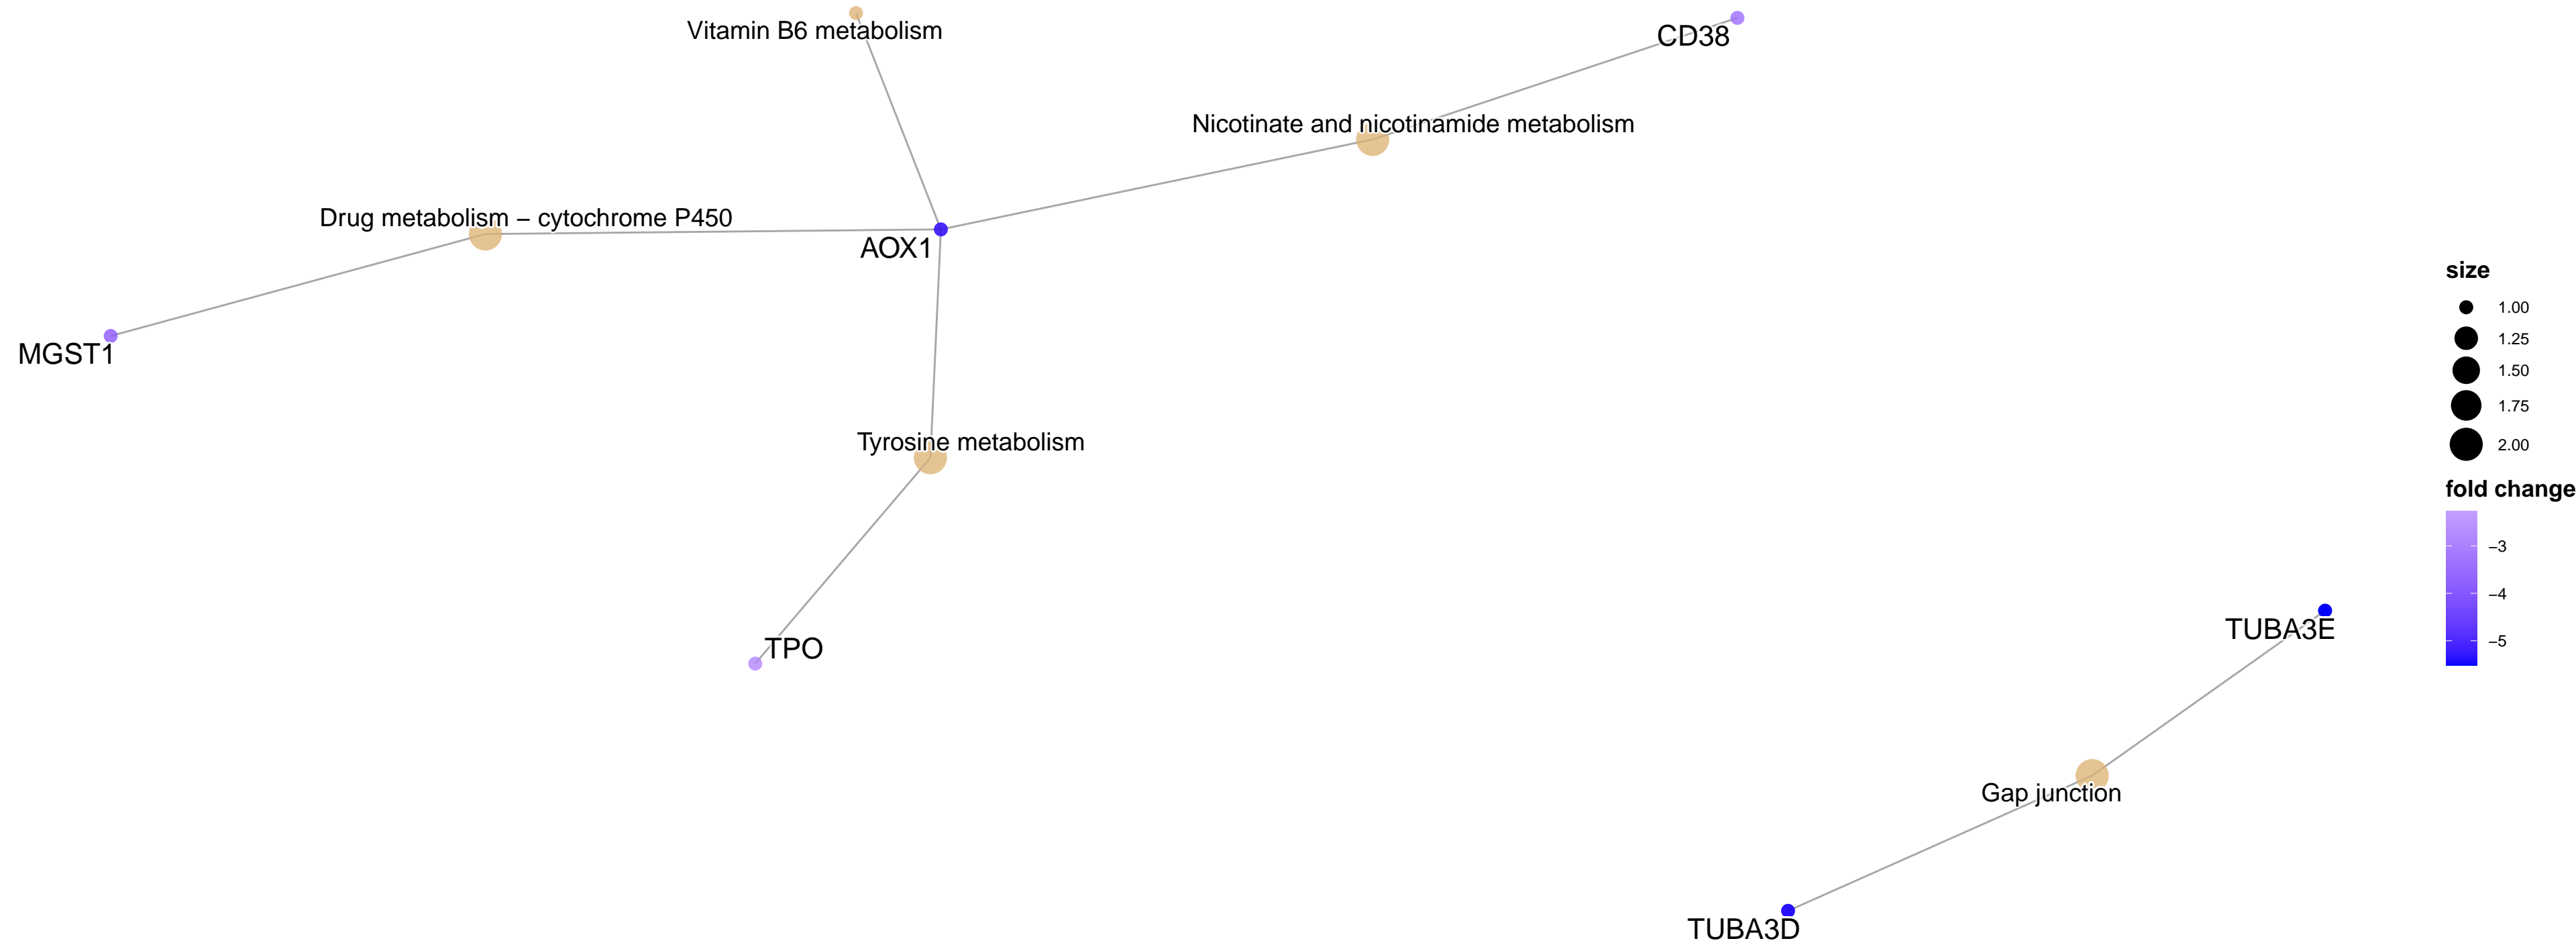 Vitamin B6 metabolism
CD38
Nicotinate and nicotinamide metabolism
Drug metabolism – cytochrome P450
AOX1
MGST1
Tyrosine metabolism
TPO
TUBA3E
Gap junction
TUBA3D
size
1.00
1.25
1.50
1.75
2.00
fold change
−3
−4
−5